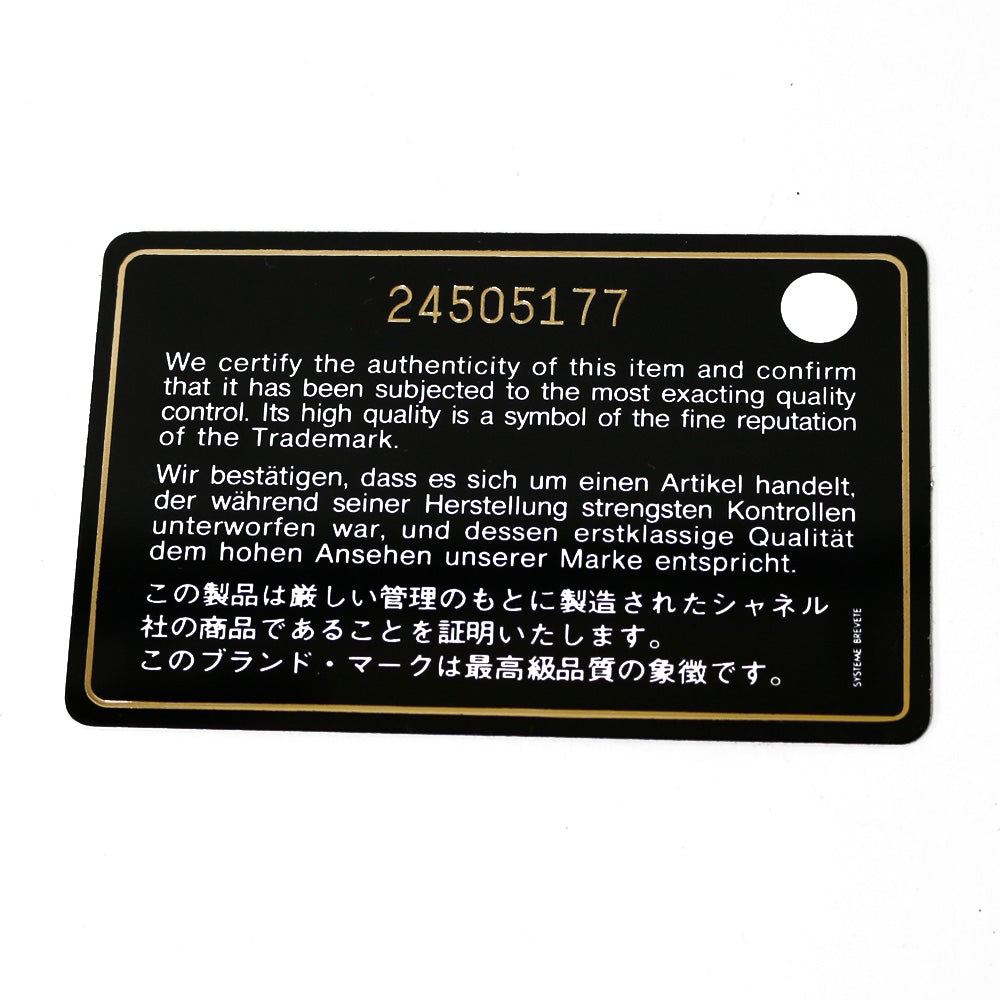 24505177
We certify the authenticity of this item and confirm
that it has been subjected to the most exacting quality
control. Its high quality is a symbol of the fine reputation
of the Trademark.
Wir bestätigen, dass es sich um einen Artikel handelt,
der während seiner Herstellung strengsten Kontrollen
unterworfen war, und dessen erstklassige Qualität
dem hohen Ansehen unserer Marke entspricht.
この製品は厳しい管理のもとに製造されたシャネル
社の商品であることを証明いたします。
このブランド・マークは最高級品質の象徴です。
SYSTEME BREVETE